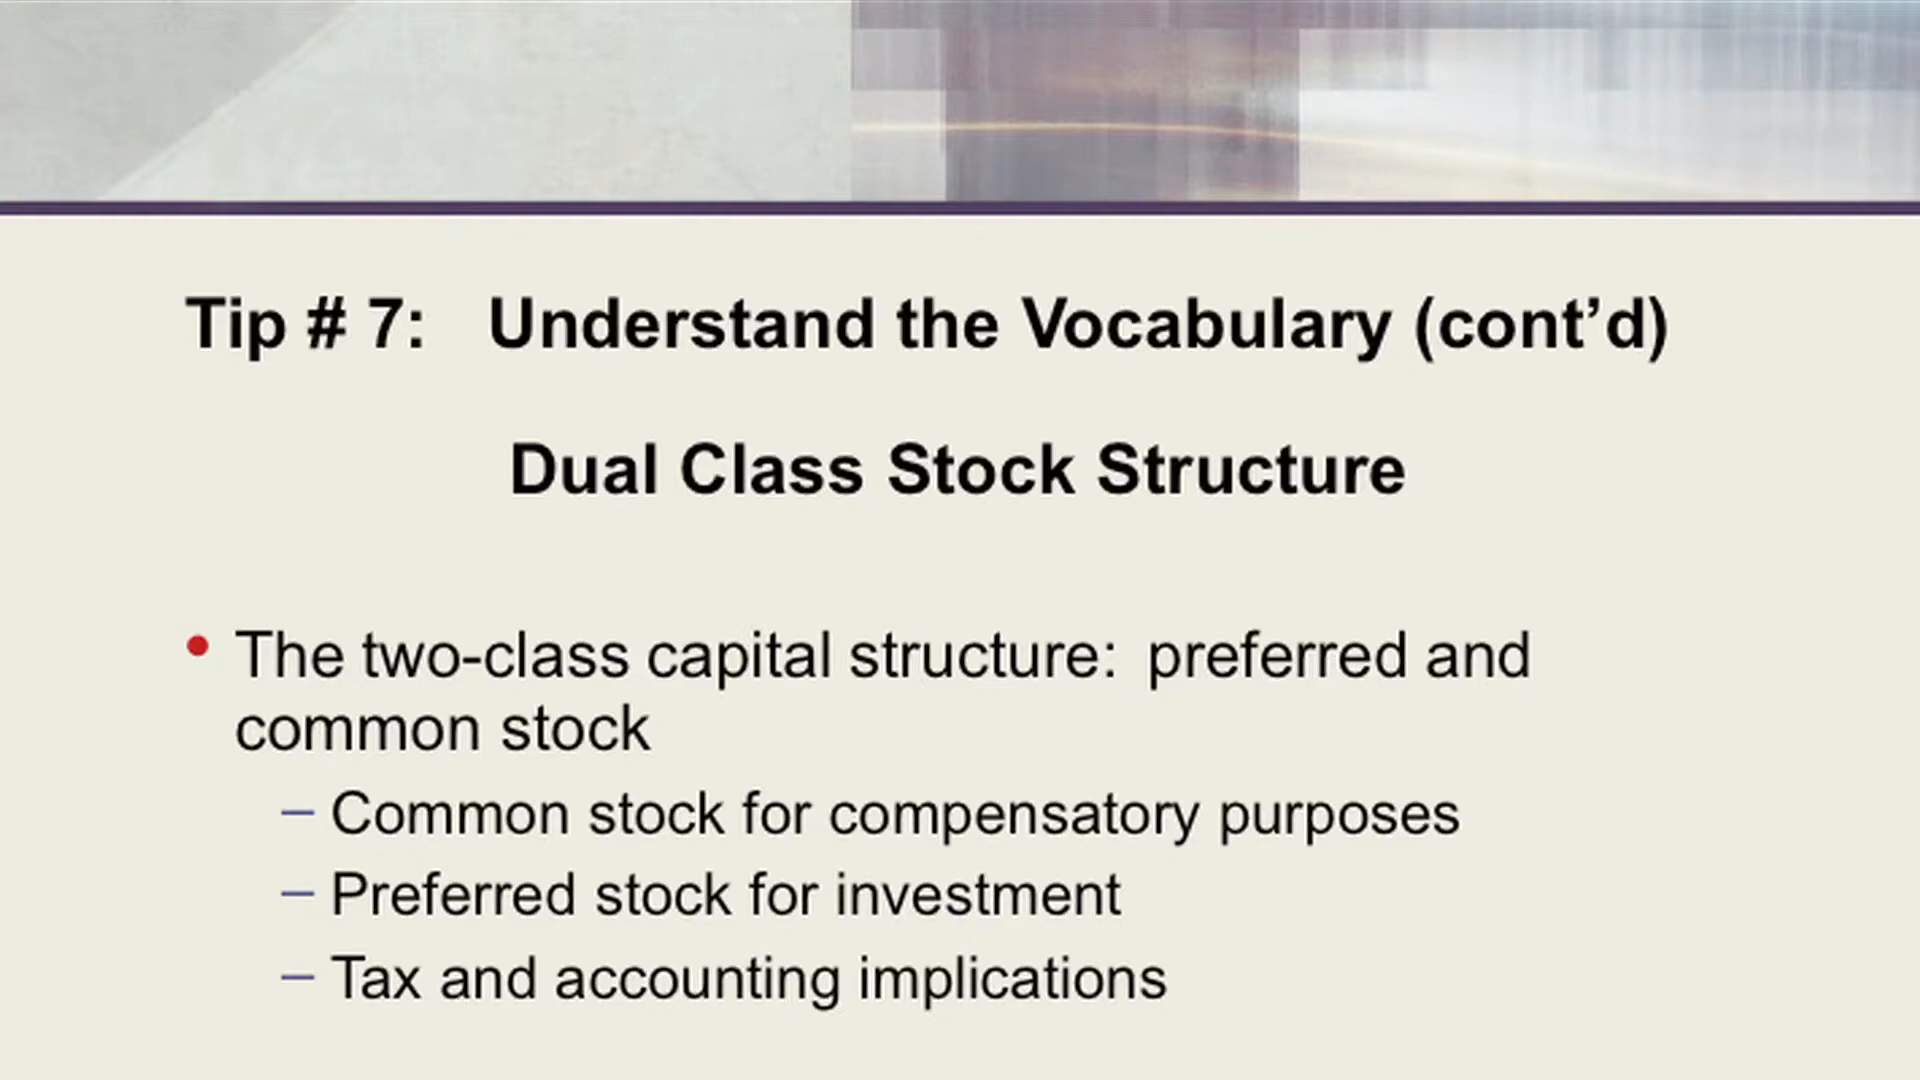 Tip # 7: Understand the Vocabulary (cont’d)
Dual Class Stock Structure
• The two-class capital structure: preferred and
common stock
– Common stock for compensatory purposes
– Preferred stock for investment
– Tax and accounting implications